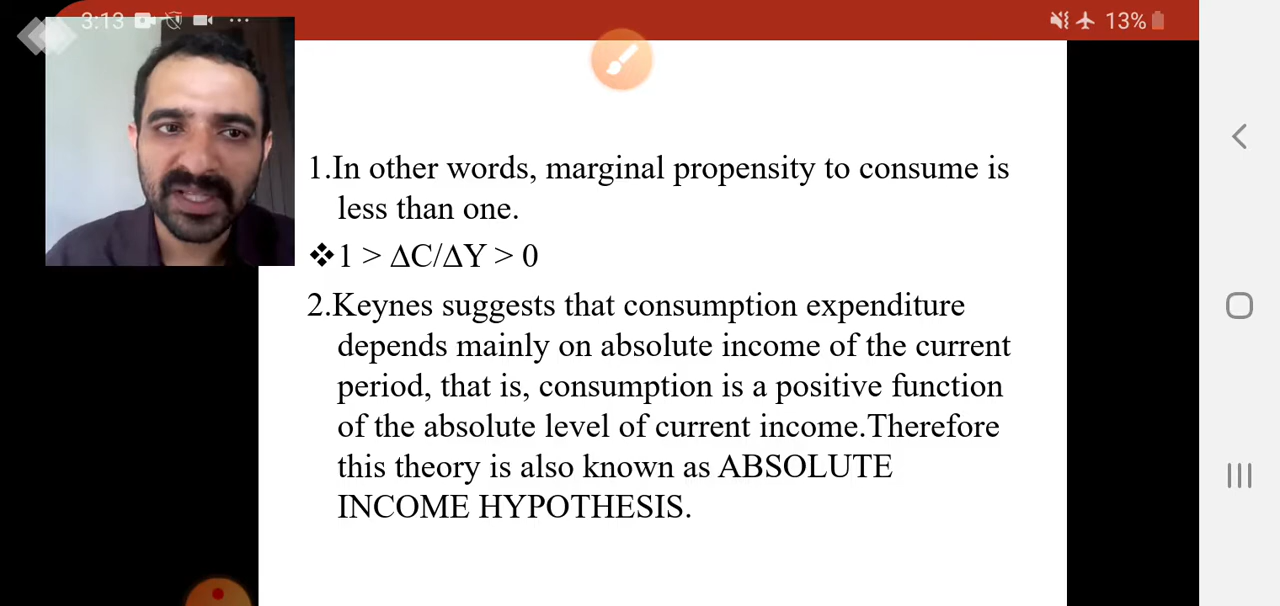 3:13
13%
1.In other words, marginal propensity to consume is
less than one.
❖1 > ΔC/ΔY > 0
2.Keynes suggests that consumption expenditure
depends mainly on absolute income of the current
period, that is, consumption is a positive function
of the absolute level of current income.Therefore
this theory is also known as ABSOLUTE
INCOME HYPOTHESIS.